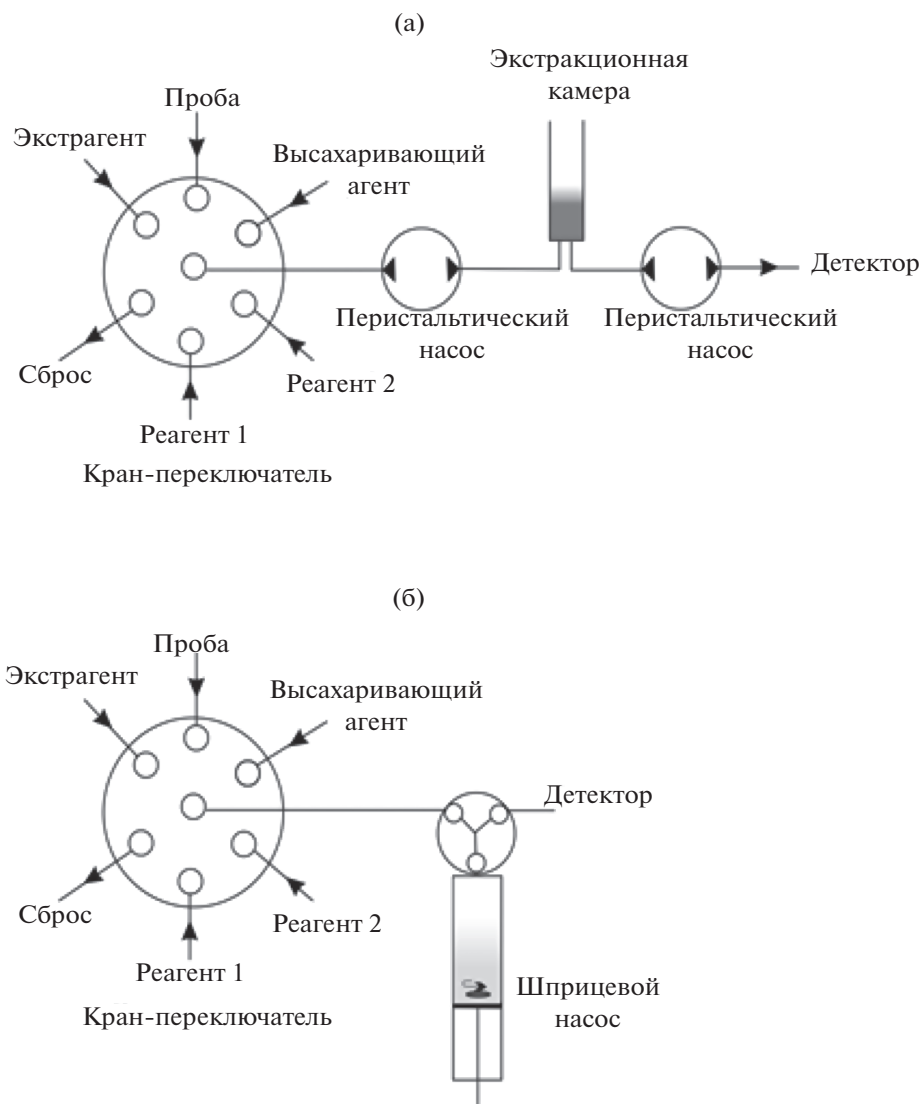 (а)
Экстракционная
камера
Проба
Экстрагент
Высахаривающий
агент
Детектор
Перистальтический
насос
Перистальтический
насос
Сброс
Реагент 2
Реагент 1
Кран-переключатель
(б)
Проба
Экстрагент
Высахаривающий
агент
Детектор
Сброс
Реагент 2
Реагент 1
Шприцевой
насос
Кран-переключатель